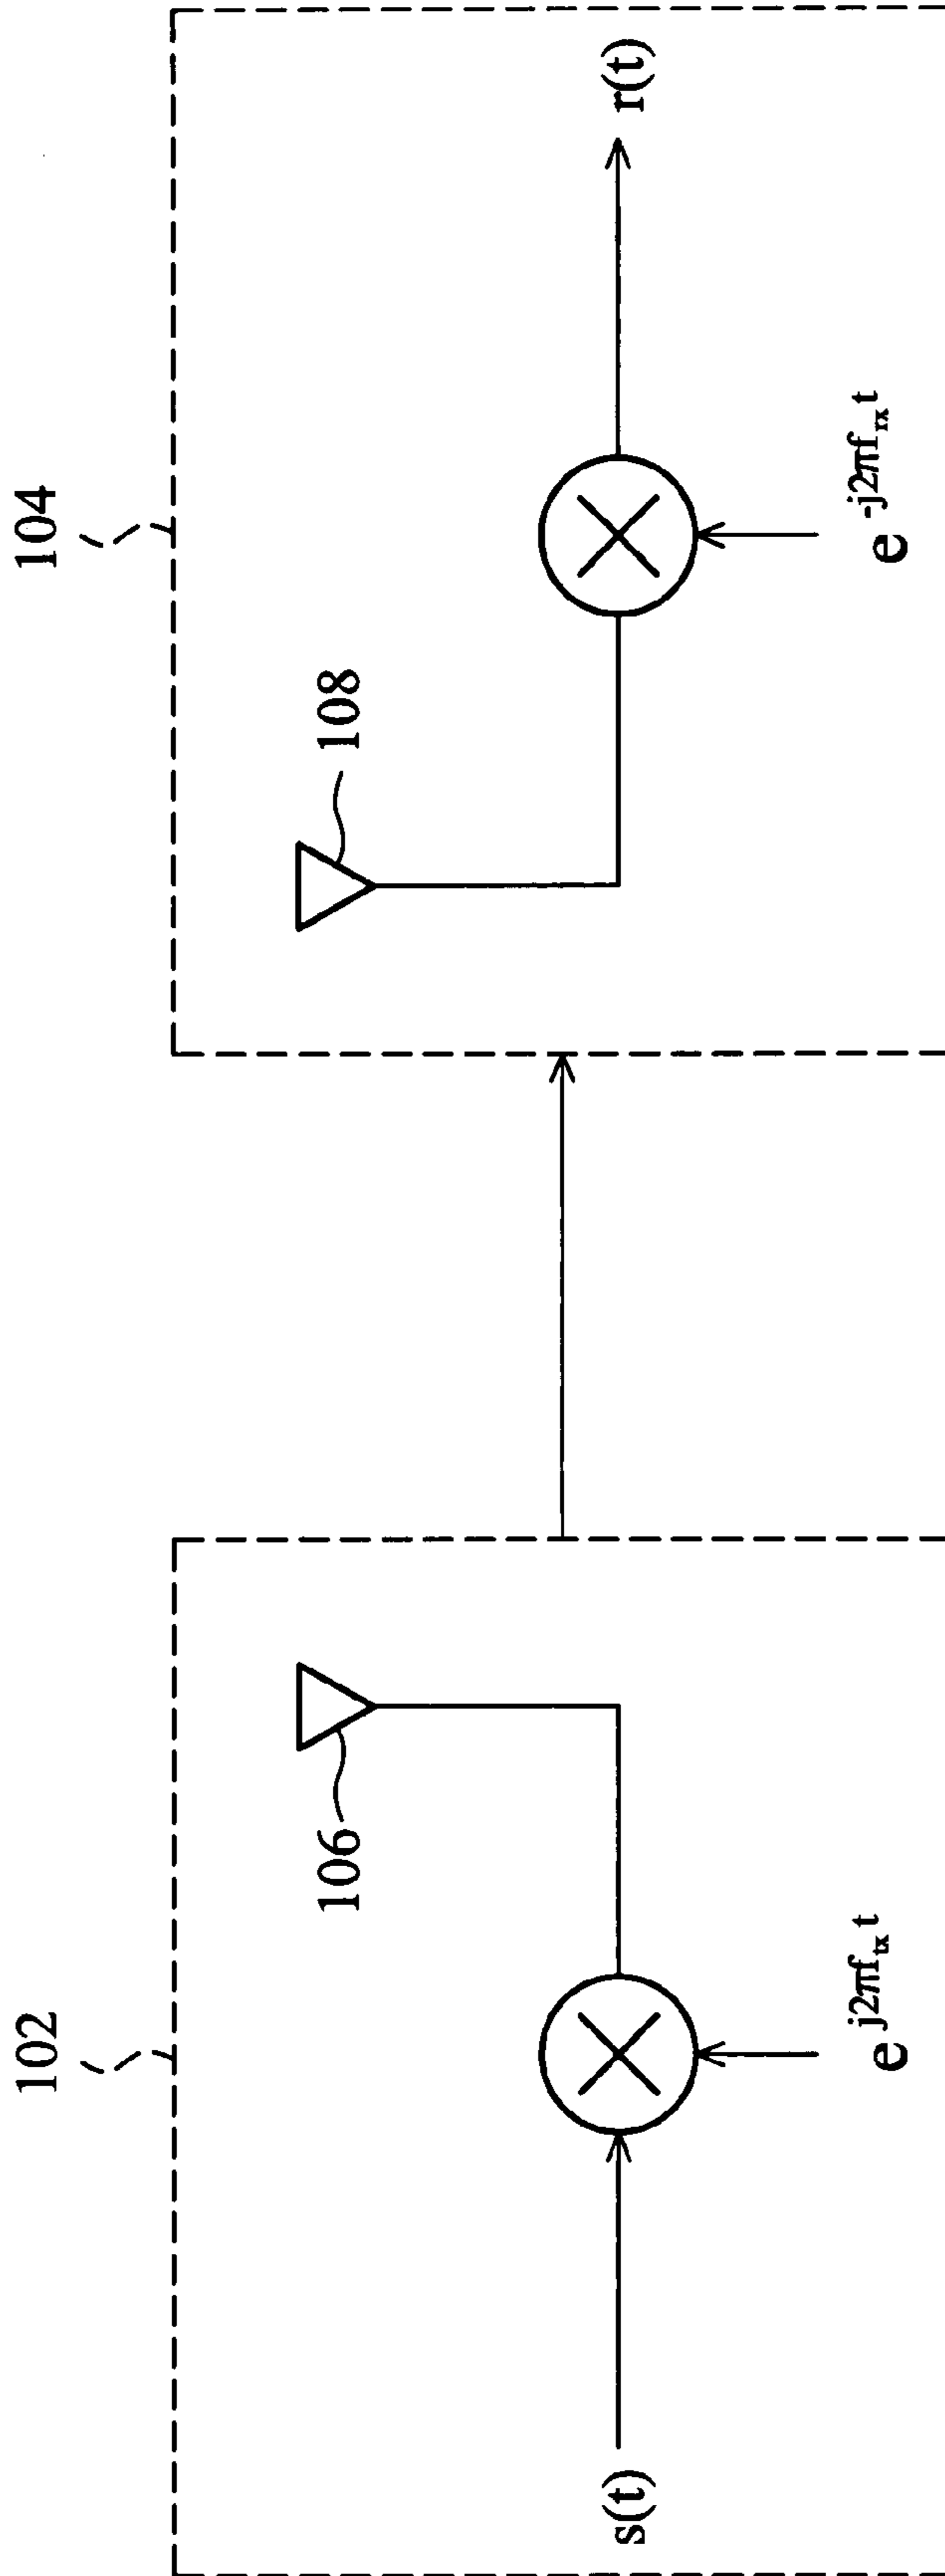 102
104
106
108
s(t)
r(t)
e^{j2πf_{tx}t}
e^{-j2πf_{rx}t}